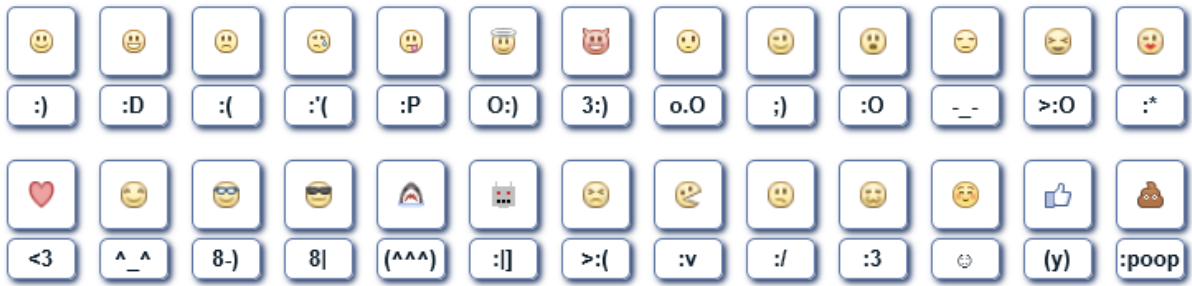 :) :D :( :'( :P O:) 3:) o.O ;) :O -_- >:O :*
<3 ^_^ 8-) 8| (^^^) :|] >:( :v :/ :3 ☺ (y) :poop